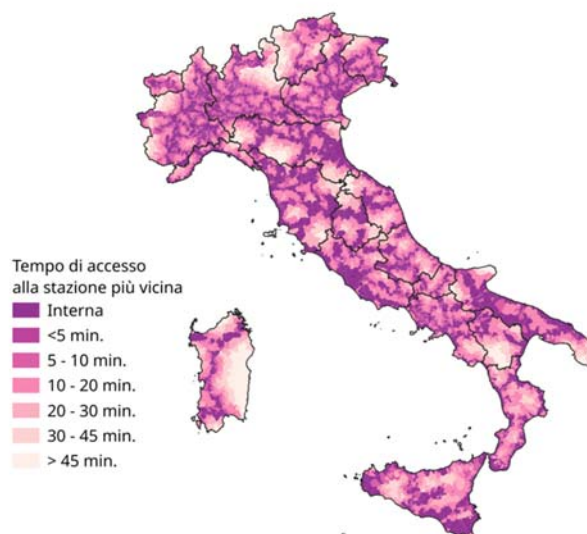 Tempo di accesso
alla stazione più vicina
Interna
<5 min.
5 - 10 min.
10 - 20 min.
20 - 30 min.
30 - 45 min.
> 45 min.